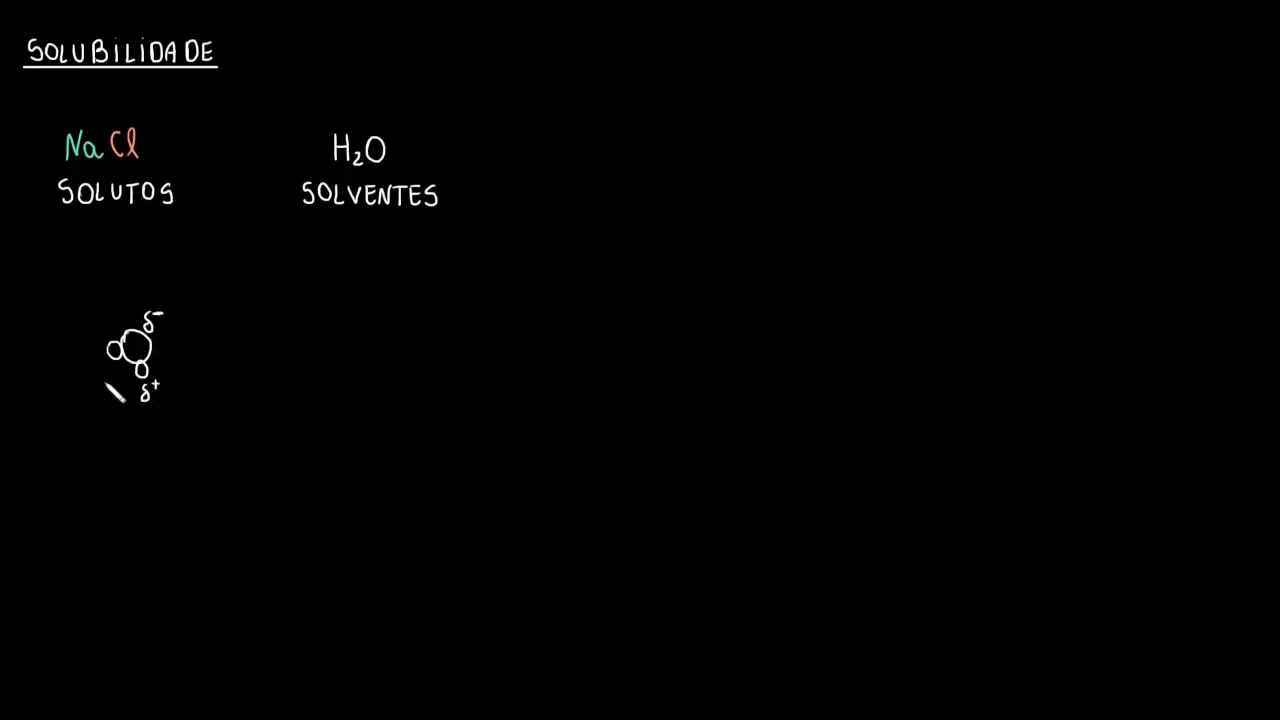 SOLUBILIDADE
NaCl H₂O
SOLUTOS SOLVENTES
δ⁻
δ⁺